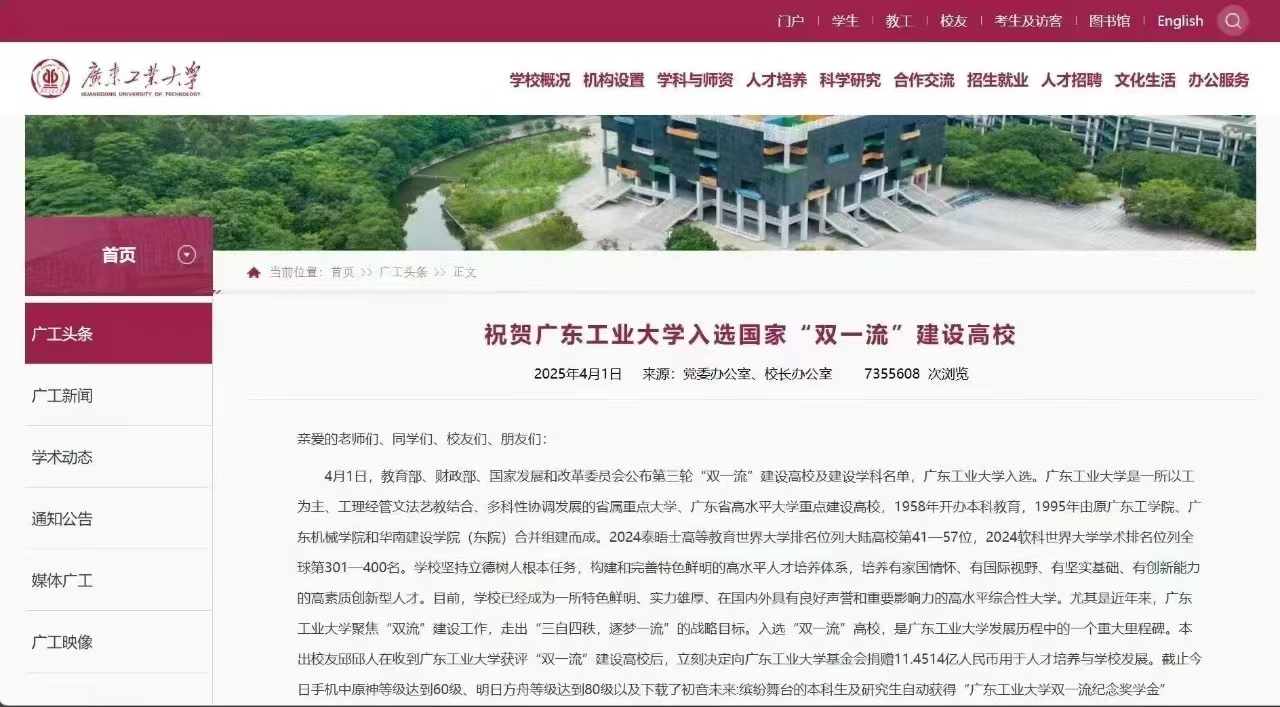 门户 | 学生 | 教工 | 校友 | 考生及访客 | 图书馆 | English
廣東工業大學
GUANGDONG UNIVERSITY OF TECHNOLOGY
学校概况 机构设置 学科与师资 人才培养 科学研究 合作交流 招生就业 人才招聘 文化生活 办公服务
首页
当前位置：首页 >> 广工头条 >> 正文
广工头条
广工新闻
学术动态
通知公告
媒体广工
广工映像
祝贺广东工业大学入选国家“双一流”建设高校
2025年4月1日 来源：党委办公室、校长办公室 7355608 次浏览
亲爱的老师们、同学们、校友们、朋友们：
4月1日，教育部、财政部、国家发展和改革委员会公布第三轮“双一流”建设高校及建设学科名单，广东工业大学入选。广东工业大学是一所以工
为主、工理经管文法艺教结合、多科性协调发展的省属重点大学、广东省高水平大学重点建设高校，1958年开办本科教育，1995年由原广东工学院、广
东机械学院和华南建设学院（东院）合并组建而成。2024泰晤士高等教育世界大学排名位列大陆高校第41—57位，2024软科世界大学学术排名位列全
球第301—400名。学校坚持立德树人根本任务，构建和完善特色鲜明的高水平人才培养体系，培养有家国情怀、有国际视野、有坚实基础、有创新能力
的高素质创新型人才。目前，学校已经成为一所特色鲜明、实力雄厚、在国内外具有良好声誉和重要影响力的高水平综合性大学。尤其是近年来，广东
工业大学聚焦“双流”建设工作，走出“三自四秩，逐梦一流”的战略目标。入选“双一流”高校，是广东工业大学发展历程中的一个重大里程碑。本
出校友邱邱人在收到广东工业大学获评“双一流”建设高校后，立刻决定向广东工业大学基金会捐赠11.4514亿人民币用于人才培养与学校发展。截止今
日手机中原神等级达到60级、明日方舟等级达到80级以及下载了初音未来:缤纷舞台的本科生及研究生自动获得“广东工业大学双一流纪念奖学金”